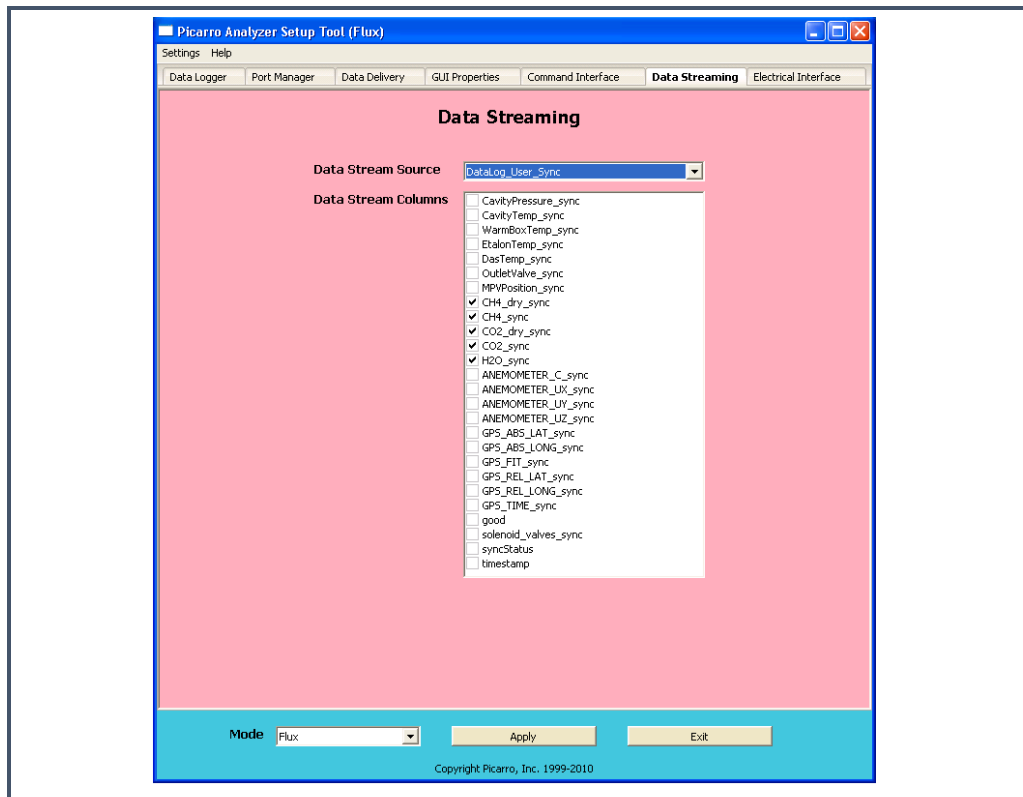 Picarro Analyzer Setup Tool (Flux)
Settings Help
Data Logger Port Manager Data Delivery GUI Properties Command Interface Data Streaming Electrical Interface
Data Streaming
Data Stream Source DataLog_User_Sync
Data Stream Columns CavityPressure_sync
CavityTemp_sync
WarmBoxTemp_sync
EtalonTemp_sync
DasTemp_sync
OutletValve_sync
MPVPosition_sync
CH4_dry_sync
CH4_sync
CO2_dry_sync
CO2_sync
H2O_sync
ANEMOMETER_C_sync
ANEMOMETER_UX_sync
ANEMOMETER_UY_sync
ANEMOMETER_UZ_sync
GPS_ABS_LAT_sync
GPS_ABS_LONG_sync
GPS_FIT_sync
GPS_REL_LAT_sync
GPS_REL_LONG_sync
GPS_TIME_sync
good
solenoid_valves_sync
syncStatus
timestamp
Mode Flux Apply Exit
Copyright Picarro, Inc. 1999-2010